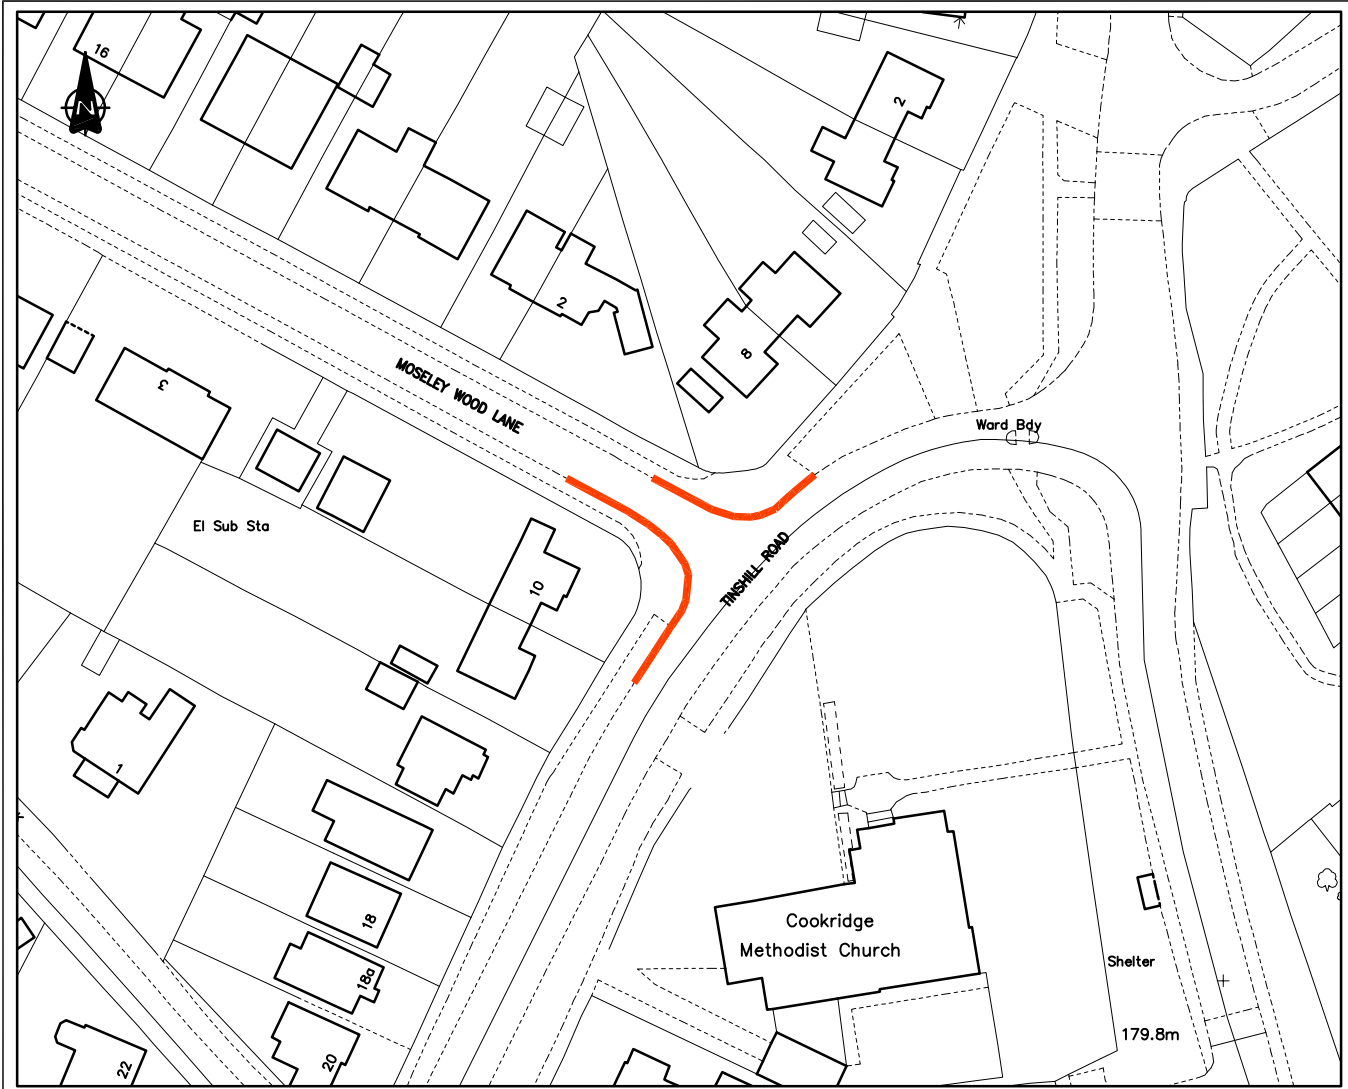 16
N
2
2
8
3
MOSELEY WOOD LANE
Ward Bdy
El Sub Sta
TINSHILL ROAD
10
1
18
Cookridge
Methodist Church
18a
Shelter
20
22
179.8m